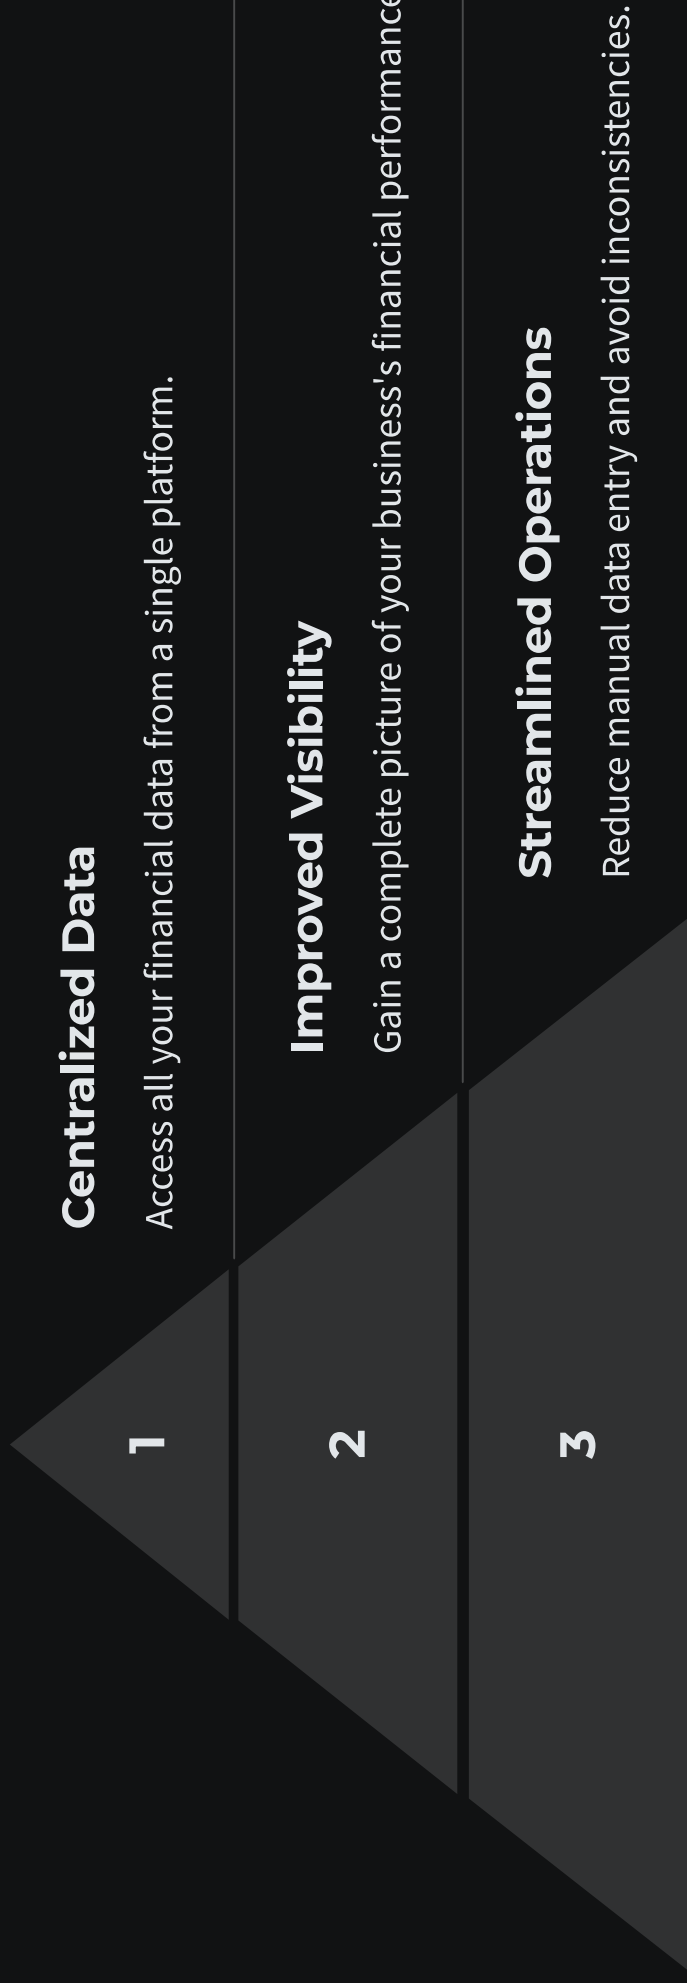 1
Centralized Data
Access all your financial data from a single platform.
2
Improved Visibility
Gain a complete picture of your business's financial performance
3
Streamlined Operations
Reduce manual data entry and avoid inconsistencies.